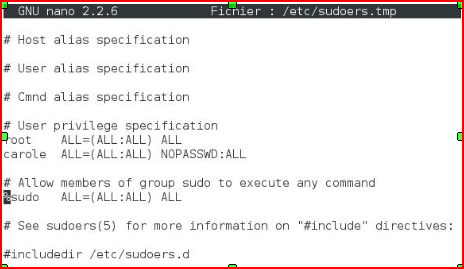 GNU nano 2.2.6 Fichier : /etc/sudoers.tmp
# Host alias specification
# User alias specification
# Cmnd alias specification
# User privilege specification
root ALL=(ALL:ALL) ALL
carole ALL=(ALL:ALL) NOPASSWD:ALL
# Allow members of group sudo to execute any command
%sudo ALL=(ALL:ALL) ALL
# See sudoers(5) for more information on "#include" directives:
#includedir /etc/sudoers.d